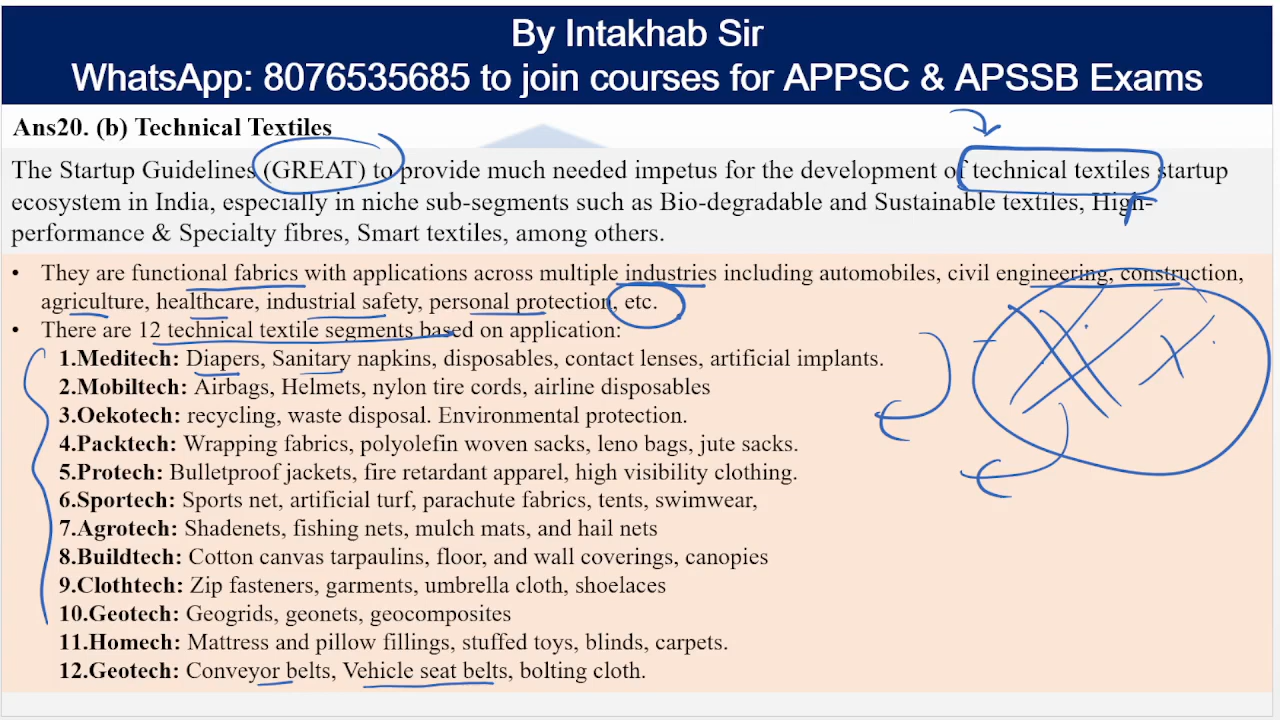 By Intakhab Sir
WhatsApp: 8076535685 to join courses for APPSC & APSSB Exams
Ans20. (b) Technical Textiles
The Startup Guidelines (GREAT) to provide much needed impetus for the development of technical textiles startup
ecosystem in India, especially in niche sub-segments such as Bio-degradable and Sustainable textiles, High-
performance & Specialty fibres, Smart textiles, among others.
• They are functional fabrics with applications across multiple industries including automobiles, civil engineering, construction,
agriculture, healthcare, industrial safety, personal protection, etc.
• There are 12 technical textile segments based on application:
1.Meditech: Diapers, Sanitary napkins, disposables, contact lenses, artificial implants.
2.Mobiltech: Airbags, Helmets, nylon tire cords, airline disposables
3.Oekotech: recycling, waste disposal. Environmental protection.
4.Packtech: Wrapping fabrics, polyolefin woven sacks, leno bags, jute sacks.
5.Protech: Bulletproof jackets, fire retardant apparel, high visibility clothing.
6.Sportech: Sports net, artificial turf, parachute fabrics, tents, swimwear,
7.Agrotech: Shadenets, fishing nets, mulch mats, and hail nets
8.Buildtech: Cotton canvas tarpaulins, floor, and wall coverings, canopies
9.Clothtech: Zip fasteners, garments, umbrella cloth, shoelaces
10.Geotech: Geogrids, geonets, geocomposites
11.Homech: Mattress and pillow fillings, stuffed toys, blinds, carpets.
12.Geotech: Conveyor belts, Vehicle seat belts, bolting cloth.